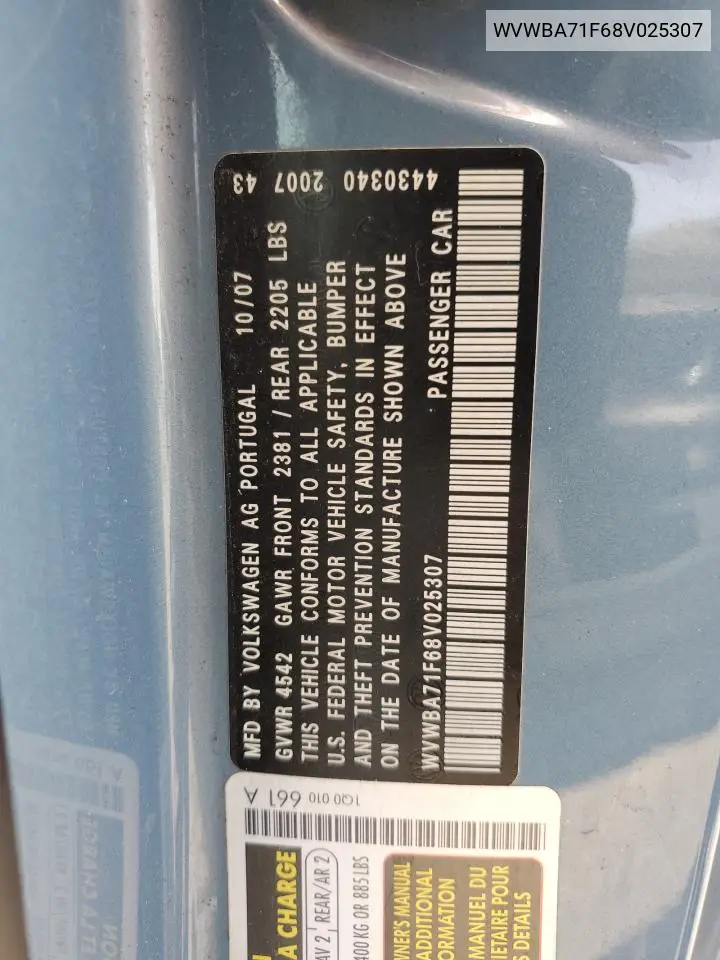 WVWBA71F68V025307
MFD BY VOLKSWAGEN AG PORTUGAL 10/07
43 2007 4430340
GVWR 4542 GAWR FRONT 2381 / REAR 2205 LBS
THIS VEHICLE CONFORMS TO ALL APPLICABLE
U.S. FEDERAL MOTOR VEHICLE SAFETY, BUMPER
AND THEFT PREVENTION STANDARDS IN EFFECT
ON THE DATE OF MANUFACTURE SHOWN ABOVE
WVWBA71F68V025307 PASSENGER CAR
1Q0 010 661 A
A CHARGE
AV 2, REAR/AR 2
400 KG OR 885 LBS
OWNER'S MANUAL
ADDITIONAL
MANUEL DU
DETAILS